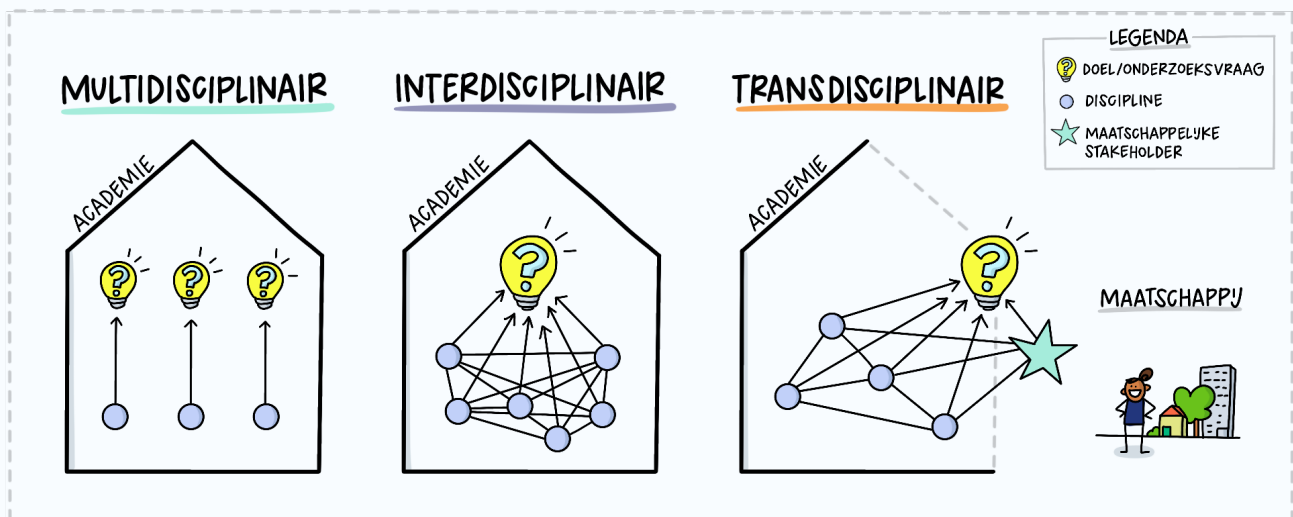 MULTIDISCIPLINAIR
INTERDISCIPLINAIR
TRANSDISCIPLINAIR
LEGENDA
DOEL/ONDERZOEKSVRAAG
DISCIPLINE
MAATSCHAPPELIJKE
STAKEHOLDER
ACADEMIE
?
?
?
ACADEMIE
?
ACADEMIE
?
MAATSCHAPPIJ